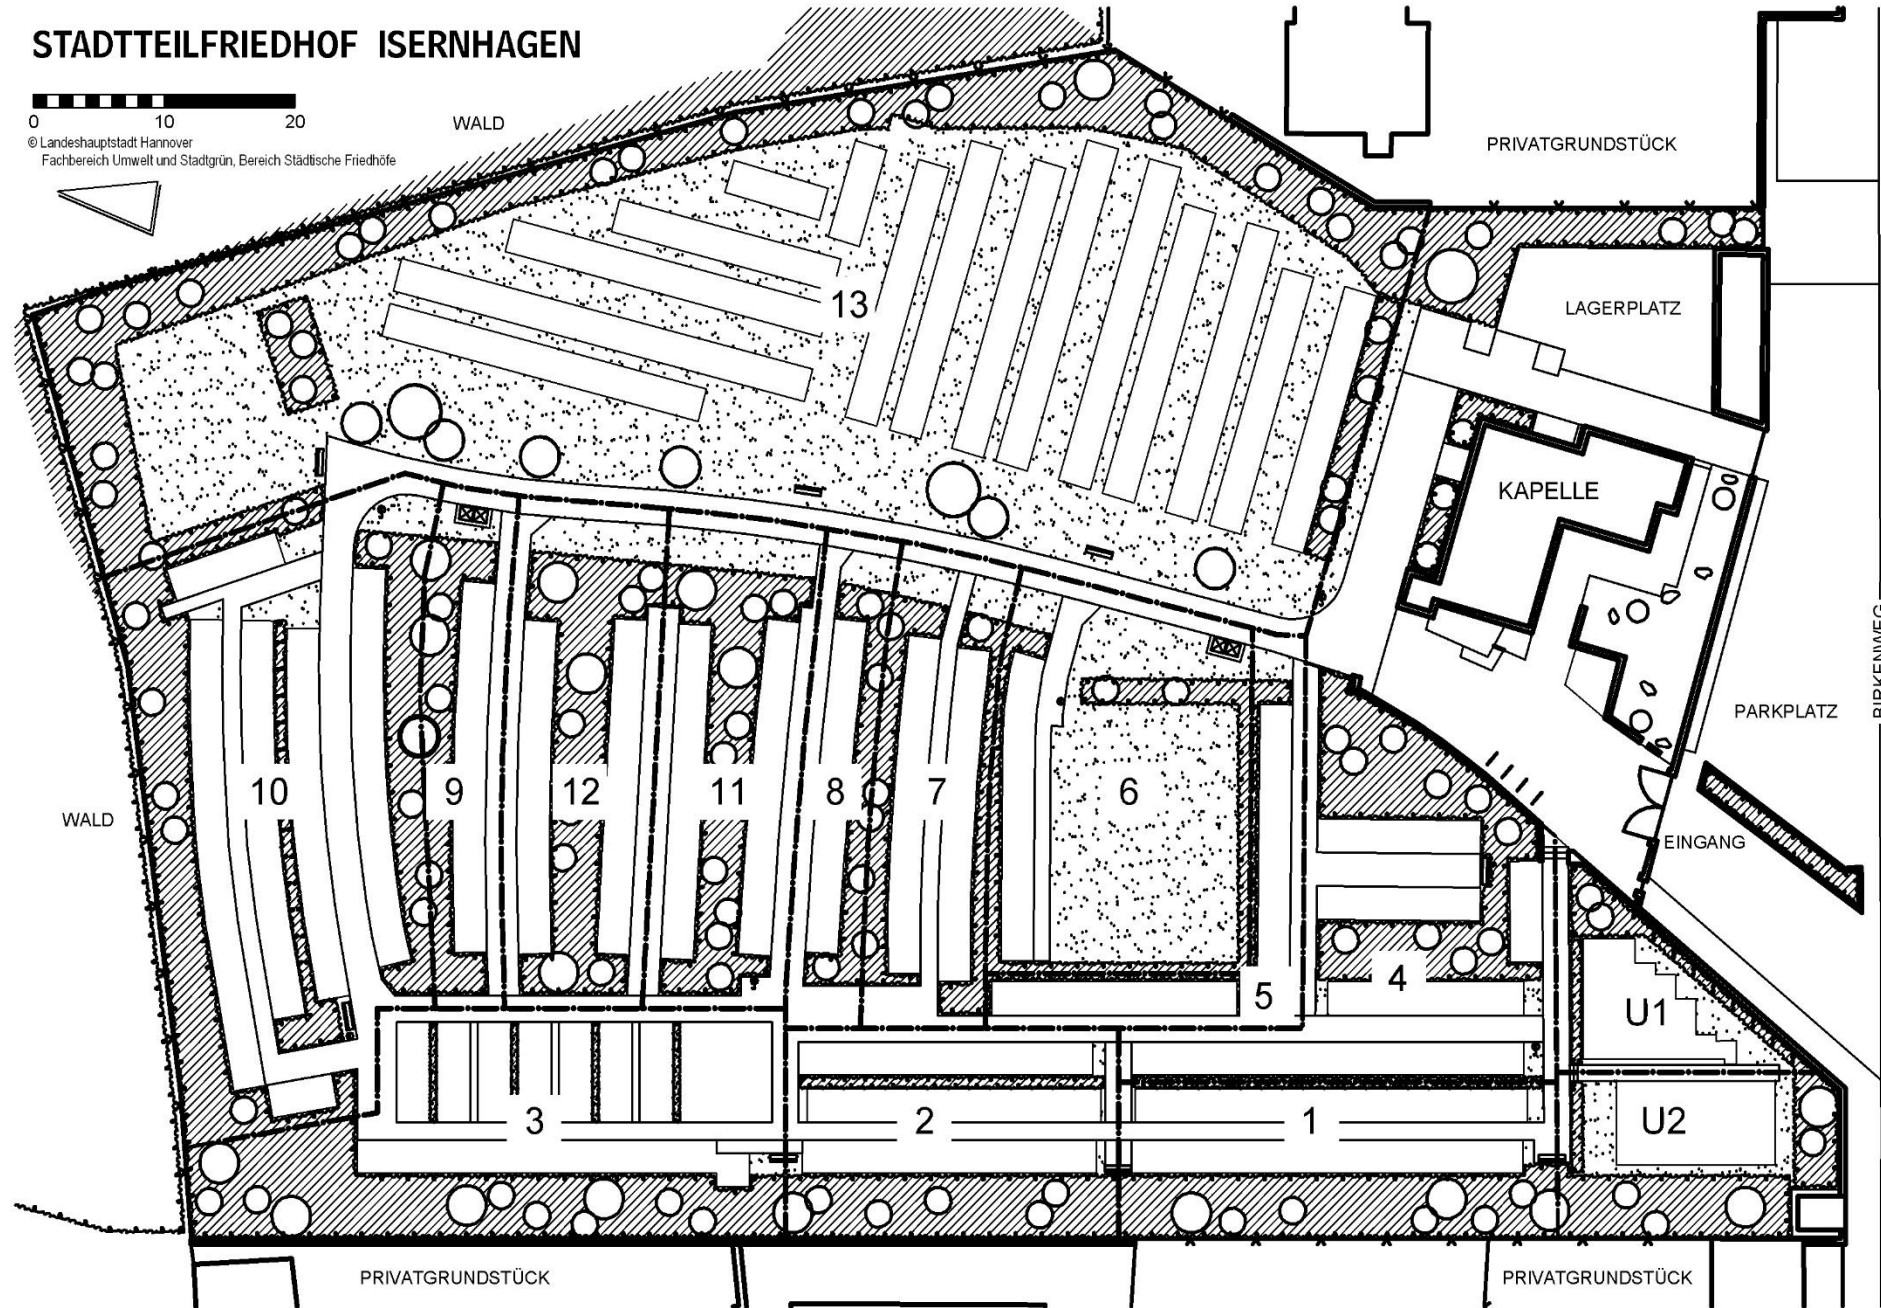 STADTTEILFRIEDHOF ISERNHAGEN
0 10 20
© Landeshauptstadt Hannover
Fachbereich Umwelt und Stadtgrün, Bereich Städtische Friedhöfe
WALD
PRIVATGRUNDSTÜCK
13
LAGERPLATZ
KAPELLE
BIRKENWEG
PARKPLATZ
10
9
12
11
8
7
6
WALD
EINGANG
5
4
U1
3
2
1
U2
PRIVATGRUNDSTÜCK
PRIVATGRUNDSTÜCK